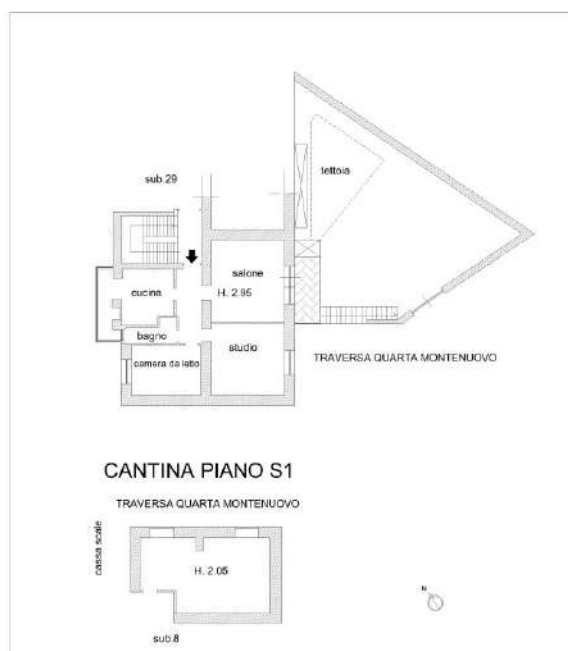 sub.29
tettoia
salone
cucina
H. 2.95
bagno
studio
camera da letto
TRAVERSA QUARTA MONTENUOVO
CANTINA PIANO S1
TRAVERSA QUARTA MONTENUOVO
cassa scale
H. 2.05
sub.8
N